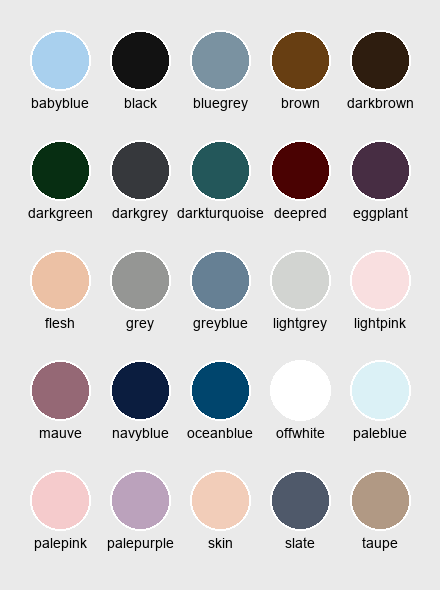 babyblue black bluegrey brown darkbrown
darkgreen darkgrey darkturquoise deepred eggplant
flesh grey greyblue lightgrey lightpink
mauve navyblue oceanblue offwhite paleblue
palepink palepurple skin slate taupe